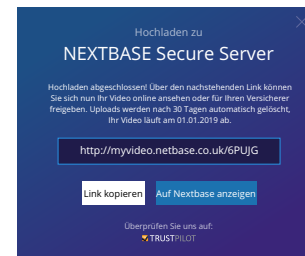 Hochladen zu
NEXTBASE Secure Server
Hochladen abgeschlossen! Über den nachstehenden Link können
Sie sich nun Ihr Video online ansehen oder für Ihren Versicherer
freigeben. Uploads werden nach 30 Tagen automatisch gelöscht,
Ihr Video läuft am 01.01.2019 ab.
http://myvideo.netbase.co.uk/6PUJG
Link kopieren Auf Nextbase anzeigen
Überprüfen Sie uns auf:
TRUSTPILOT